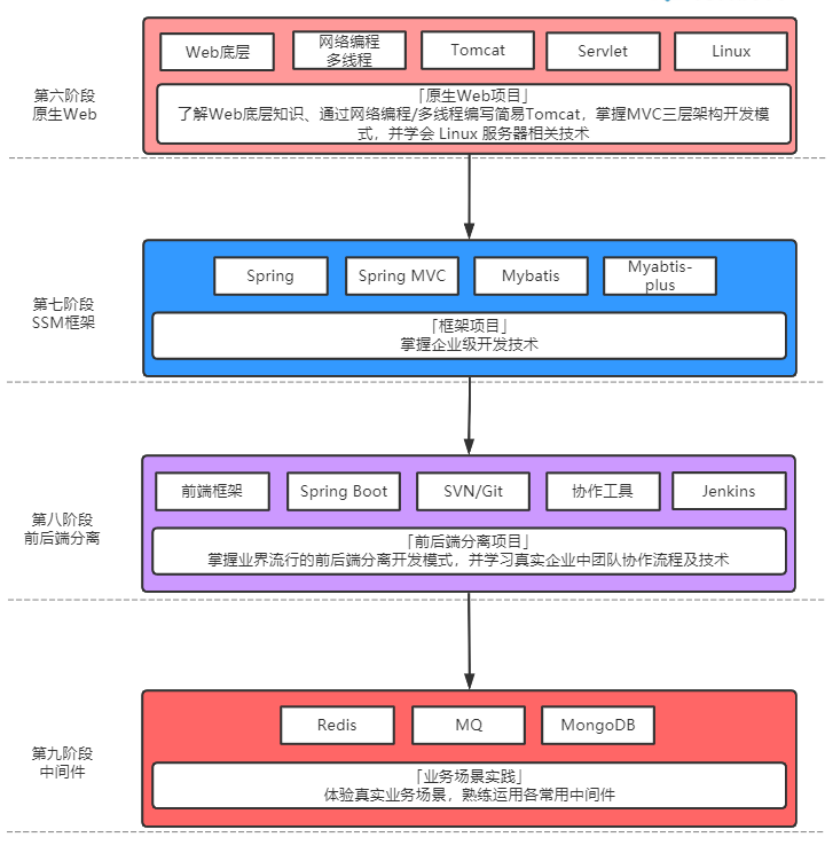 Web底层
网络编程
多线程
Tomcat
Servlet
Linux
第六阶段
原生Web
「原生Web项目」
了解Web底层知识、通过网络编程/多线程编写简易Tomcat，掌握MVC三层架构开发模
式，并学会 Linux 服务器相关技术
Spring
Spring MVC
Mybatis
Myabtis-
plus
第七阶段
SSM框架
「框架项目」
掌握企业级开发技术
前端框架
Spring Boot
SVN/Git
协作工具
Jenkins
第八阶段
前后端分离
「前后端分离项目」
掌握业界流行的前后端分离开发模式，并学习真实企业中团队协作流程及技术
Redis
MQ
MongoDB
第九阶段
中间件
「业务场景实践」
体验真实业务场景，熟练运用各常用中间件